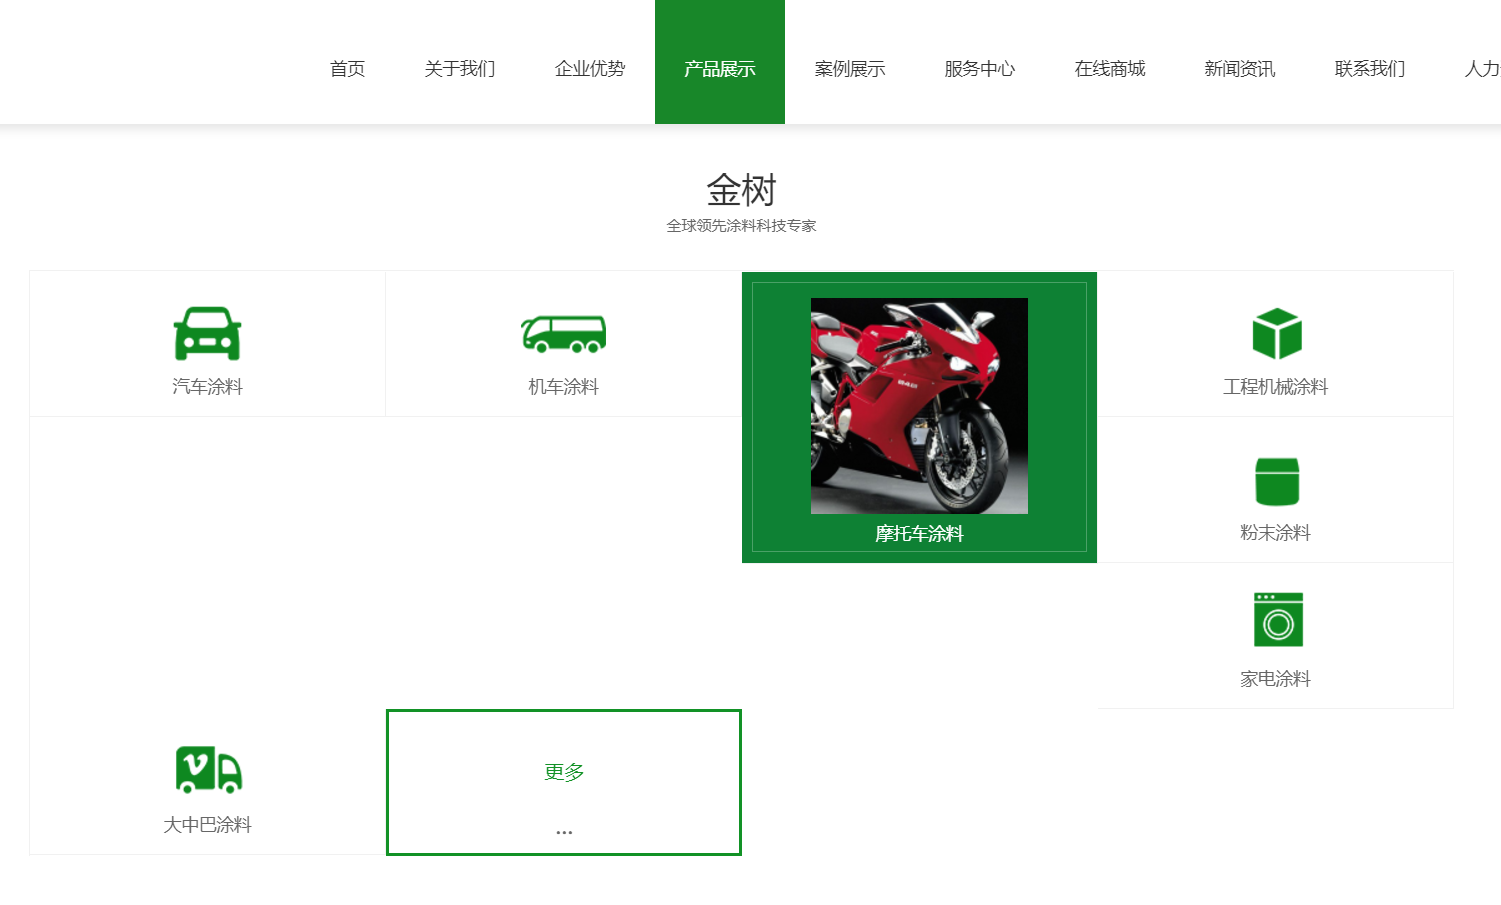 首页
关于我们
企业优势
产品展示
案例展示
服务中心
在线商城
新闻资讯
联系我们
人力
金树
全球领先涂料科技专家
汽车涂料
机车涂料
摩托车涂料
工程机械涂料
粉末涂料
家电涂料
大中巴涂料
更多
...